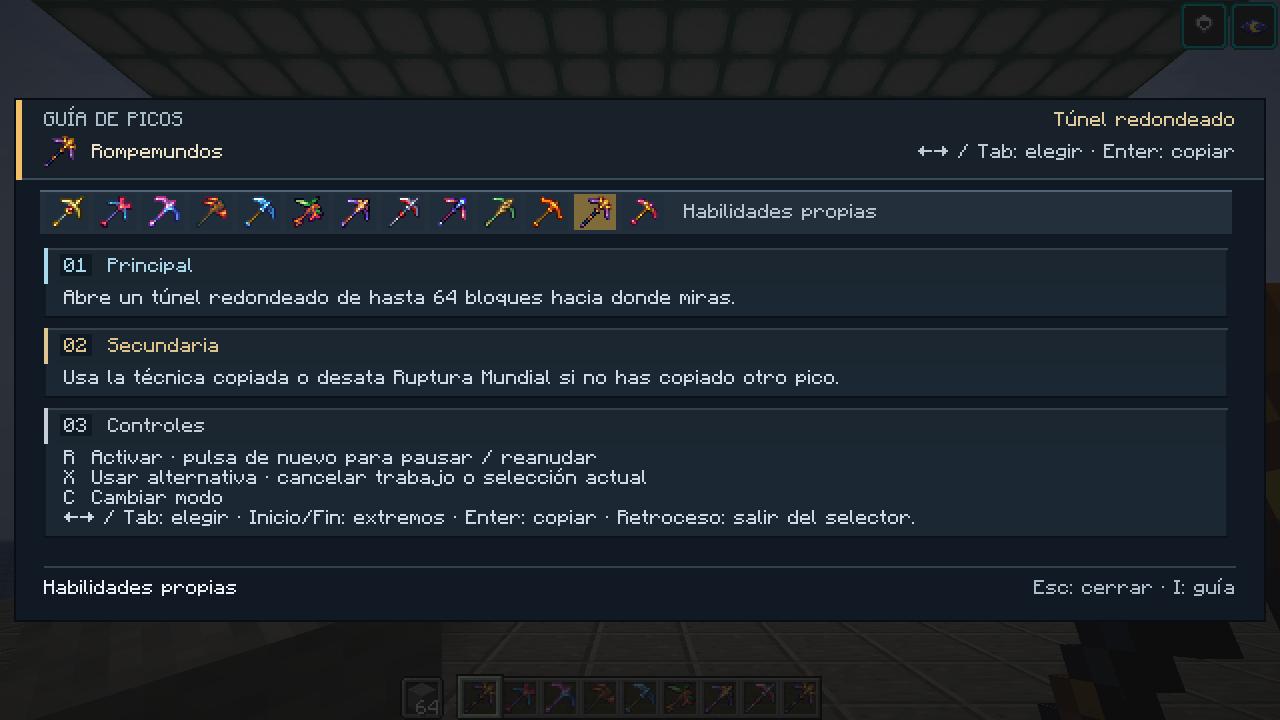 GUÍA DE PICOS
Túnel redondeado
Rompemundos
←→ / Tab: elegir · Enter: copiar
Habilidades propias
01 Principal
Abre un túnel redondeado de hasta 64 bloques hacia donde miras.
02 Secundaria
Usa la técnica copiada o desata Ruptura Mundial si no has copiado otro pico.
03 Controles
R Activar · pulsa de nuevo para pausar / reanudar
X Usar alternativa · cancelar trabajo o selección actual
C Cambiar modo
←→ / Tab: elegir · Inicio/Fin: extremos · Enter: copiar · Retroceso: salir del selector.
Habilidades propias
Esc: cerrar · I: guía
64